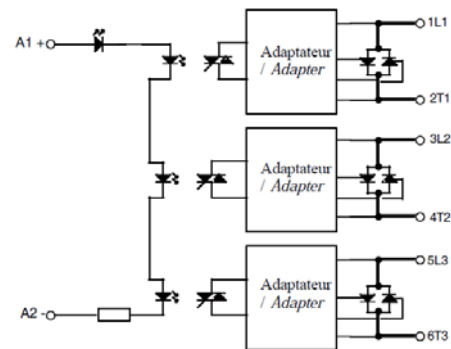 A1 +
1L1
Adaptateur
/ Adapter
2T1
3L2
Adaptateur
/ Adapter
4T2
5L3
Adaptateur
/ Adapter
A2 -
6T3